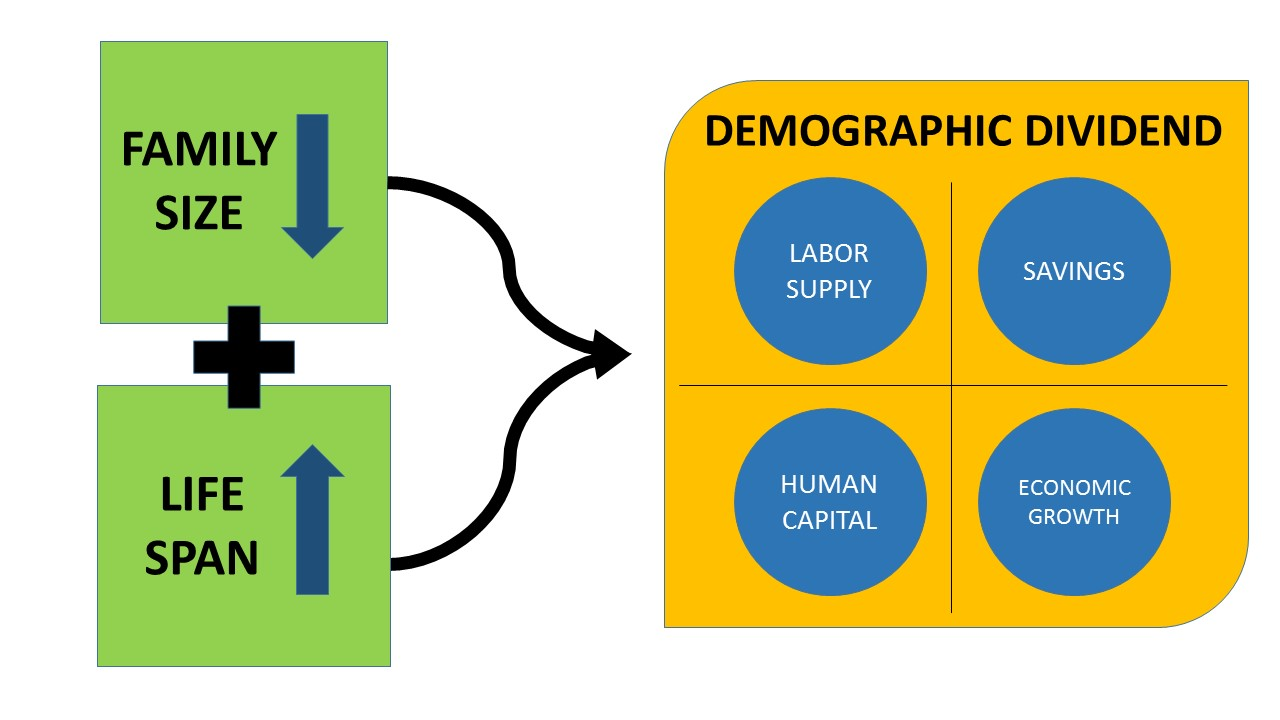 FAMILY
SIZE
LIFE
SPAN
DEMOGRAPHIC DIVIDEND
LABOR
SUPPLY
SAVINGS
HUMAN
CAPITAL
ECONOMIC
GROWTH